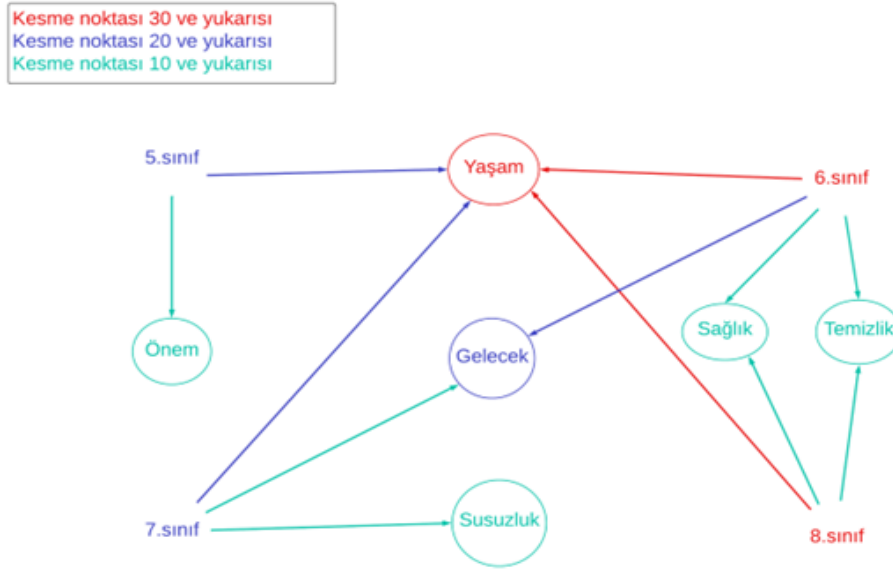 Kesme noktası 30 ve yukarısı
Kesme noktası 20 ve yukarısı
Kesme noktası 10 ve yukarısı
5.sınıf
Yaşam
6.sınıf
Önem
Gelecek
Sağlık
Temizlik
7.sınıf
Susuzluk
8.sınıf